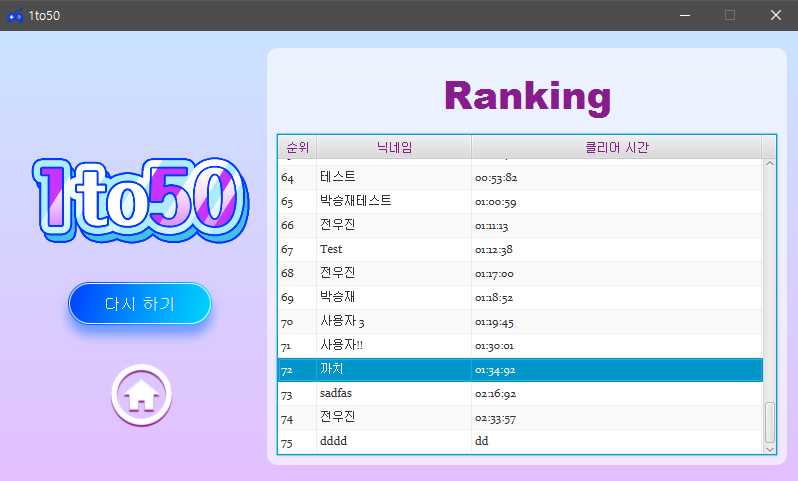 1to50
Ranking
순위 닉네임 클리어 시간
64 테스트 00:53:82
65 박승재테스트 01:00:59
66 전우진 01:11:13
67 Test 01:12:38
68 전우진 01:17:00
69 박승재 01:18:52
70 사용자 3 01:19:45
71 사용자!! 01:30:01
72 까치 01:34:92
73 sadfas 02:16:92
74 전우진 02:33:57
75 dddd dd
1to50
다시 하기